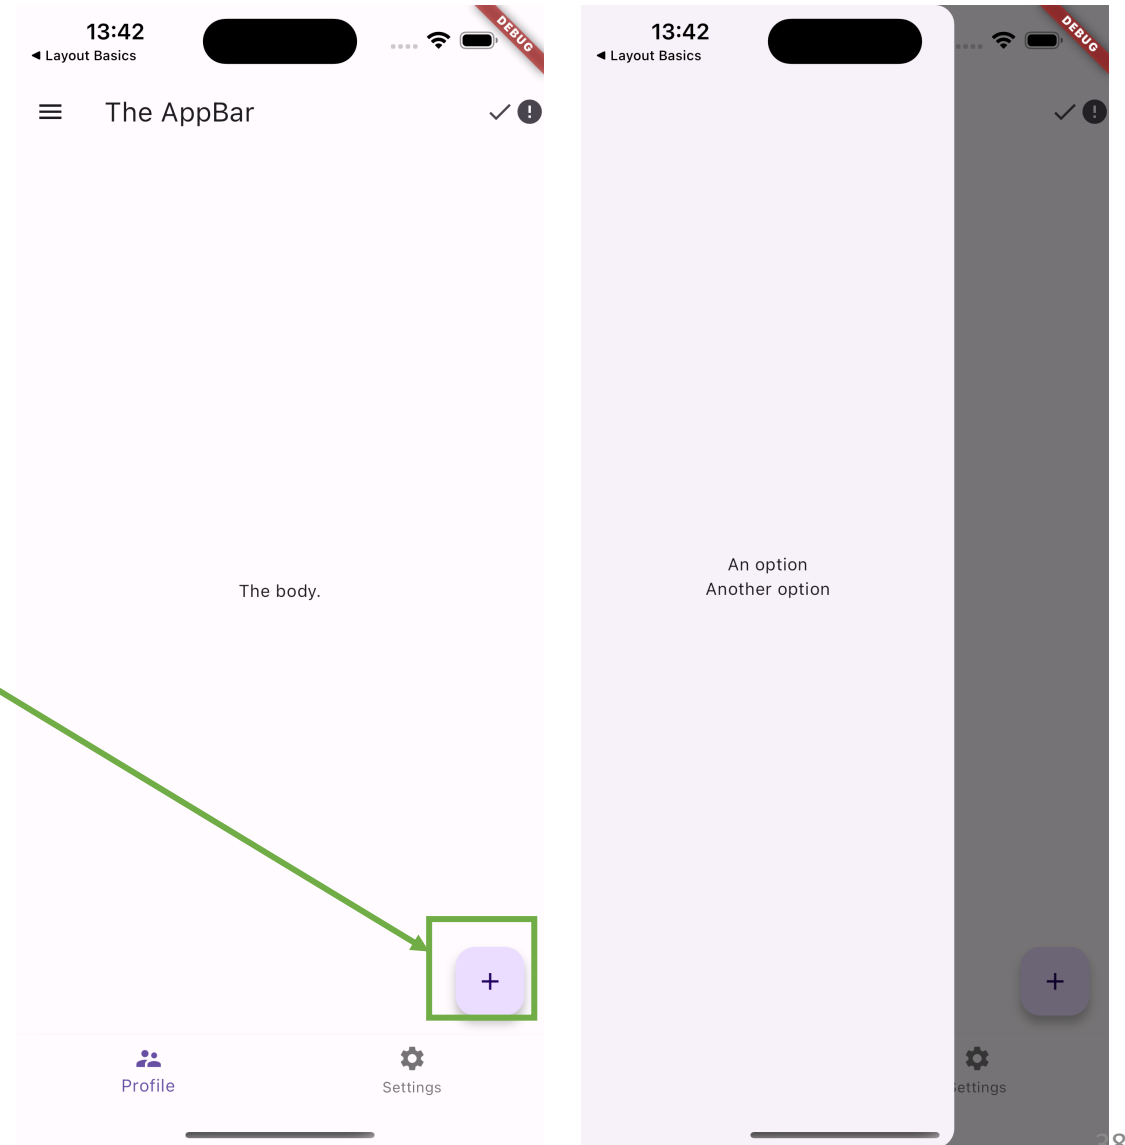 13:42
◀ Layout Basics
DEBUG
The AppBar
The body.
Profile
Settings
13:42
◀ Layout Basics
DEBUG
An option
Another option
ettings